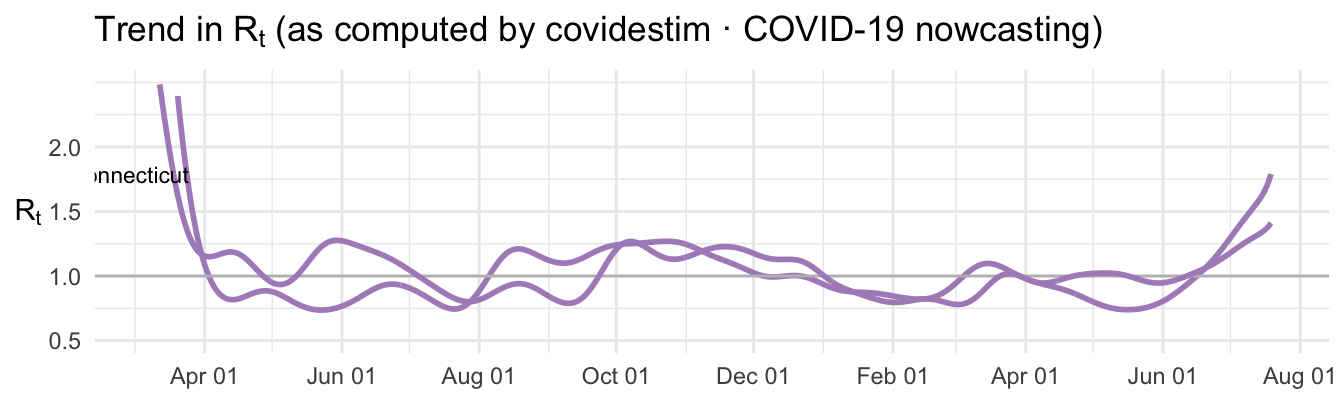 Trend in Rt (as computed by covidestim · COVID-19 nowcasting)
2.0
onnecticut
Rt
1.5
1.0
0.5
Apr 01 Jun 01 Aug 01 Oct 01 Dec 01 Feb 01 Apr 01 Jun 01 Aug 01